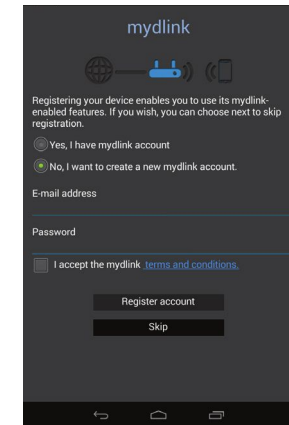 mydlink
Registering your device enables you to use its mydlink-
enabled features. If you wish, you can choose next to skip
registration.
Yes, I have mydlink account
No, I want to create a new mydlink account.
E-mail address
Password
I accept the mydlink terms and conditions.
Register account
Skip